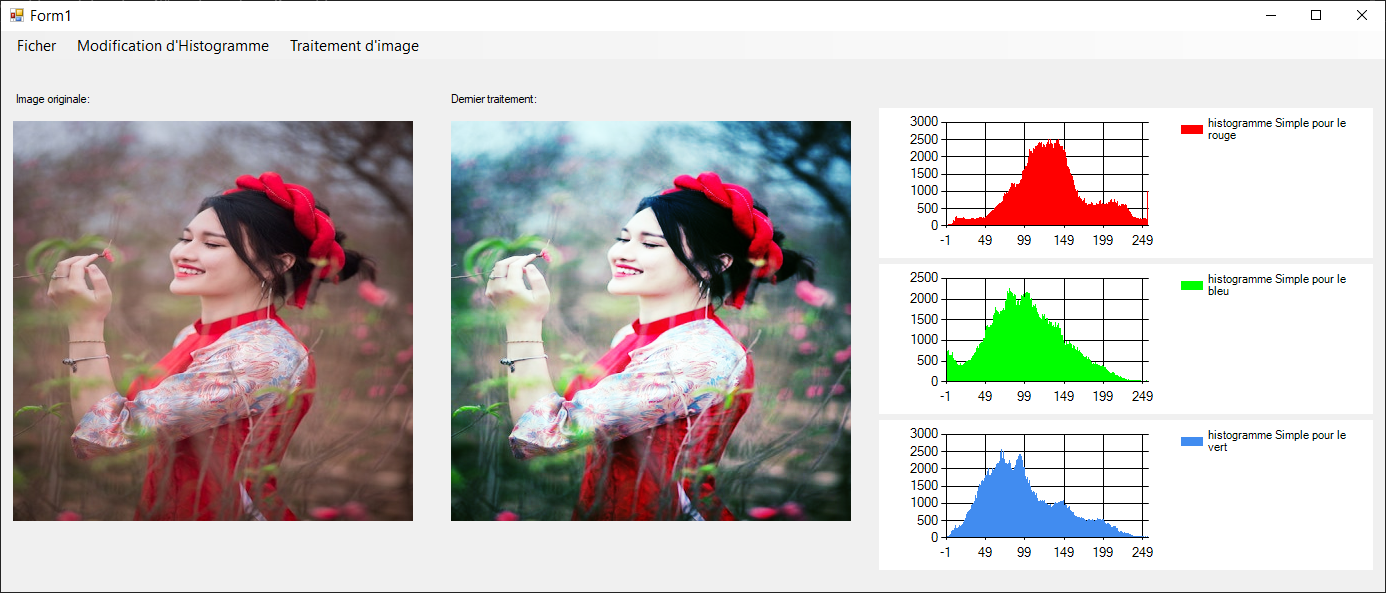 Form1
Ficher Modification d'Histogramme Traitement d'image
Image originale:
Dernier traitement:
3000
2500
2000
1500
1000
500
0
-1 49 99 149 199 249
histogramme Simple pour le
rouge
2500
2000
1500
1000
500
0
-1 49 99 149 199 249
histogramme Simple pour le
bleu
3000
2500
2000
1500
1000
500
0
-1 49 99 149 199 249
histogramme Simple pour le
vert